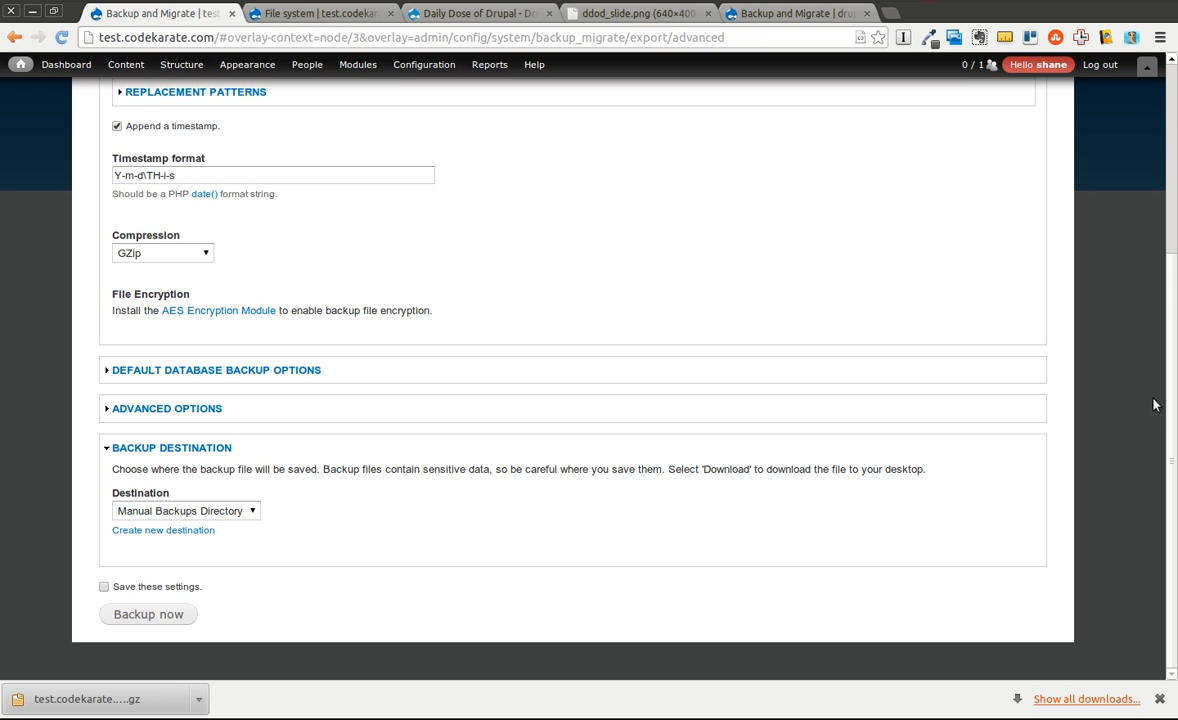 Backup and Migrate | test
File system | test.codekar
Daily Dose of Drupal - Dr
ddod_slide.png (640×400
Backup and Migrate | dru
test.codekarate.com/#overlay-context=node/3&overlay=admin/config/system/backup_migrate/export/advanced
Dashboard Content Structure Appearance People Modules Configuration Reports Help 0 / 1 Hello shane Log out
REPLACEMENT PATTERNS
Append a timestamp.
Timestamp format
Y-m-d\TH-i-s
Should be a PHP date() format string.
Compression
GZip
File Encryption
Install the AES Encryption Module to enable backup file encryption.
DEFAULT DATABASE BACKUP OPTIONS
ADVANCED OPTIONS
BACKUP DESTINATION
Choose where the backup file will be saved. Backup files contain sensitive data, so be careful where you save them. Select 'Download' to download the file to your desktop.
Destination
Manual Backups Directory
Create new destination
Save these settings.
Backup now
test.codekarate.....gz
Show all downloads...